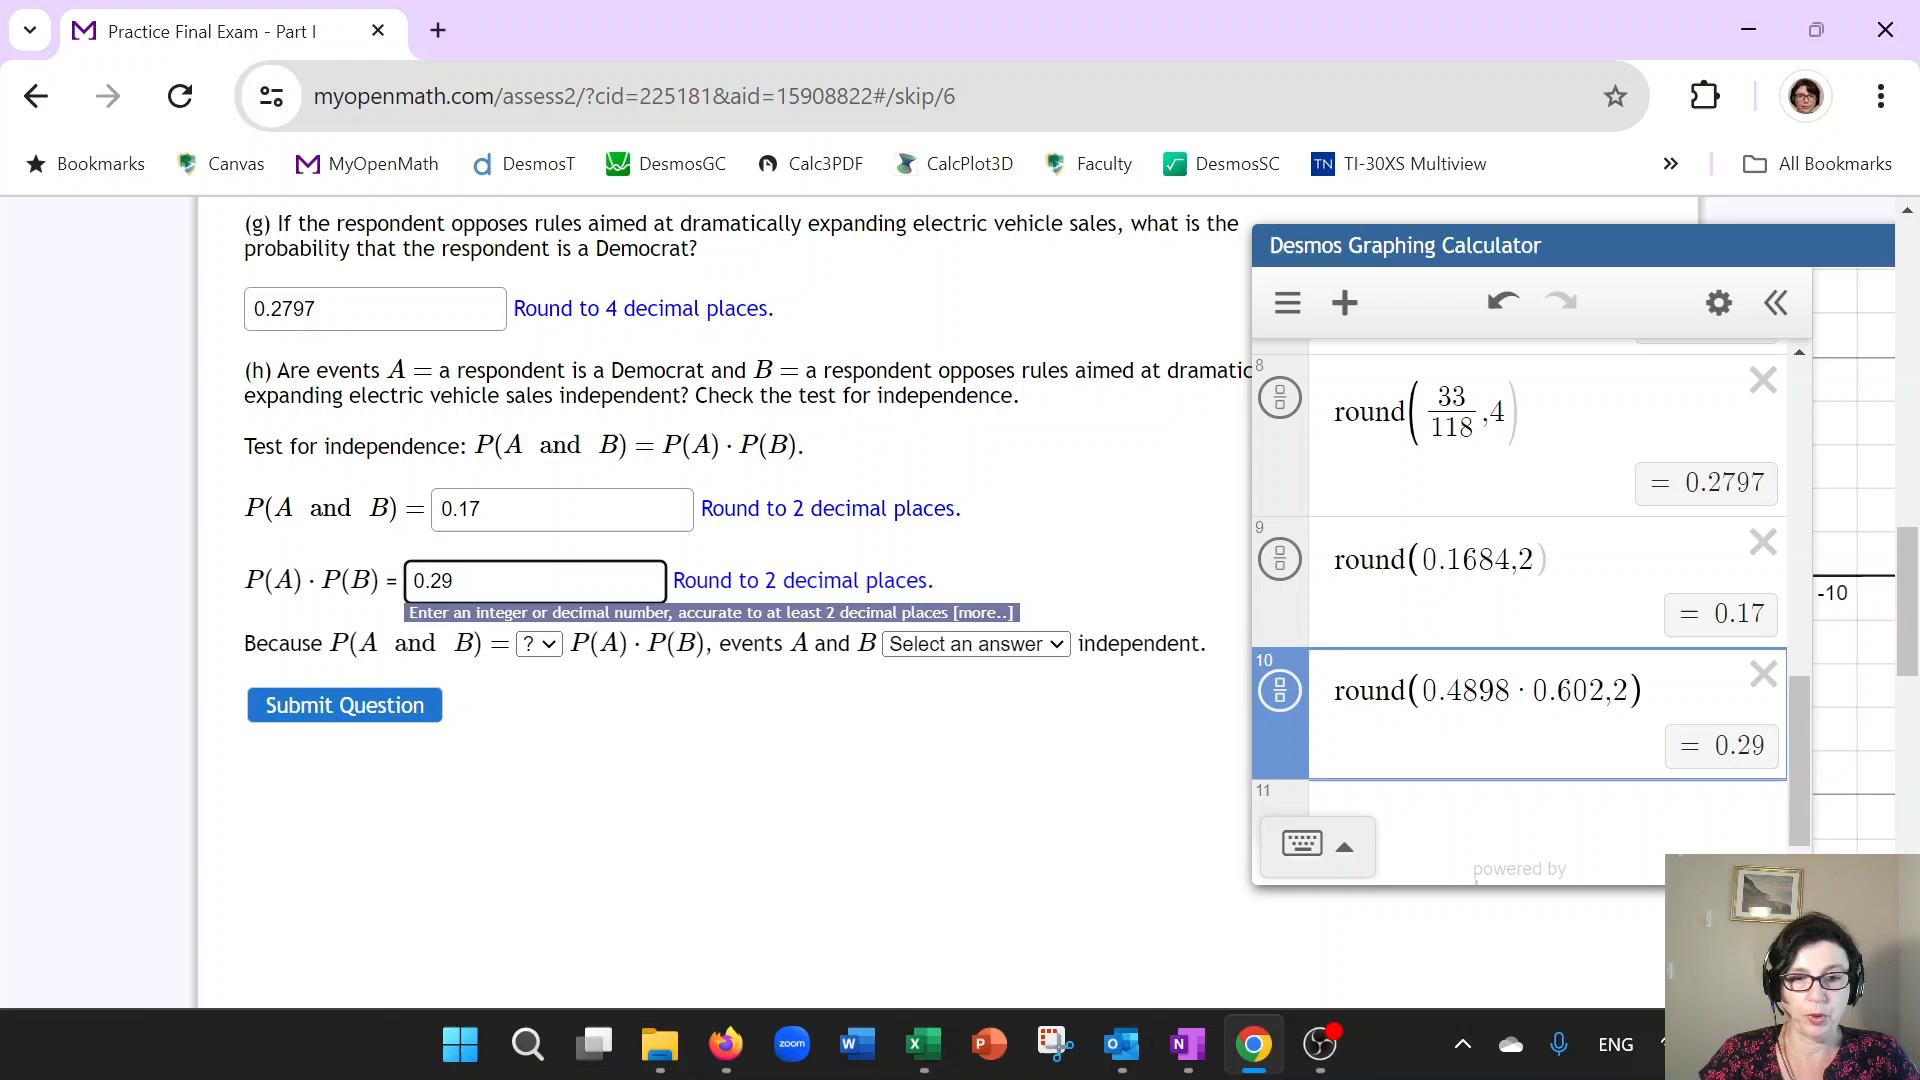 Practice Final Exam - Part I
myopenmath.com/assess2/?cid=225181&aid=15908822#/skip/6
Bookmarks Canvas MyOpenMath DesmosT DesmosGC Calc3PDF CalcPlot3D Faculty DesmosSC TN TI-30XS Multiview » All Bookmarks
(g) If the respondent opposes rules aimed at dramatically expanding electric vehicle sales, what is the
probability that the respondent is a Democrat?
0.2797 Round to 4 decimal places.
(h) Are events A = a respondent is a Democrat and B = a respondent opposes rules aimed at dramatic
expanding electric vehicle sales independent? Check the test for independence.
Test for independence: P(A and B) = P(A) · P(B).
P(A and B) = 0.17 Round to 2 decimal places.
P(A) · P(B) = 0.29 Round to 2 decimal places.
Enter an integer or decimal number, accurate to at least 2 decimal places [more..]
Because P(A and B) = ? P(A) · P(B), events A and B Select an answer independent.
Submit Question
Desmos Graphing Calculator
8
round(33/118,4)
= 0.2797
9
round(0.1684,2)
= 0.17
10
round(0.4898 · 0.602,2)
= 0.29
11
powered by
-10
zoom
W
X
P
O
N
ENG